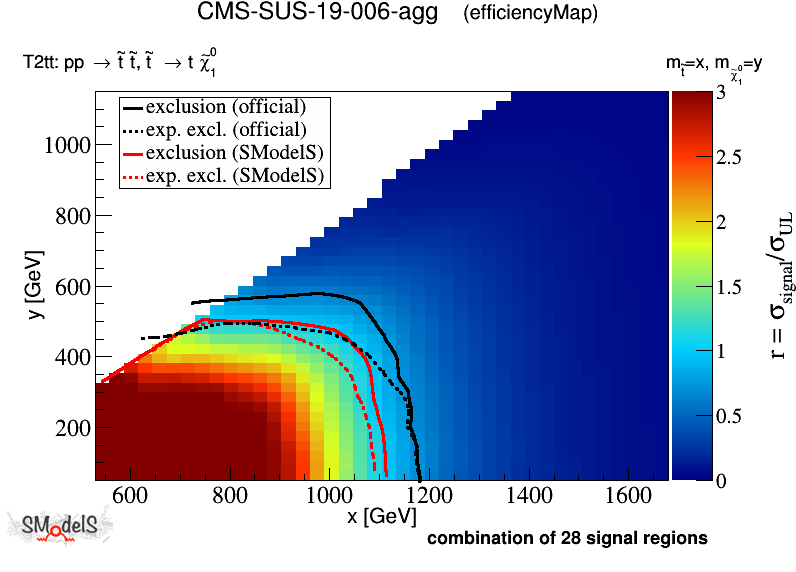 CMS-SUS-19-006-agg (efficiencyMap)
T2tt: pp → t̃ t̃, t̃ → t χ̃⁰₁
m_t̃=x, m_χ̃⁰₁=y
exclusion (official)
exp. excl. (official)
exclusion (SModelS)
exp. excl. (SModelS)
1000
800
600
400
200
y [GeV]
600 800 1000 1200 1400 1600
x [GeV]
3
2.5
2
1.5
1
0.5
0
r = σ_signal/σ_UL
SModelS
combination of 28 signal regions